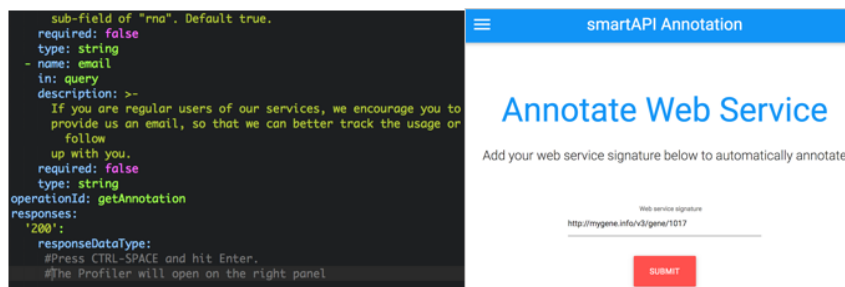 sub-field of "rna". Default true.
required: false
type: string
- name: email
in: query
description: >-
If you are regular users of our services, we encourage you to
provide us an email, so that we can better track the usage or
follow
up with you.
required: false
type: string
operationId: getAnnotation
responses:
'200':
responseDataType:
#Press CTRL-SPACE and hit Enter.
#The Profiler will open on the right panel
smartAPI Annotation
Annotate Web Service
Add your web service signature below to automatically annotate
Web service signature
http://mygene.info/v3/gene/1017
SUBMIT